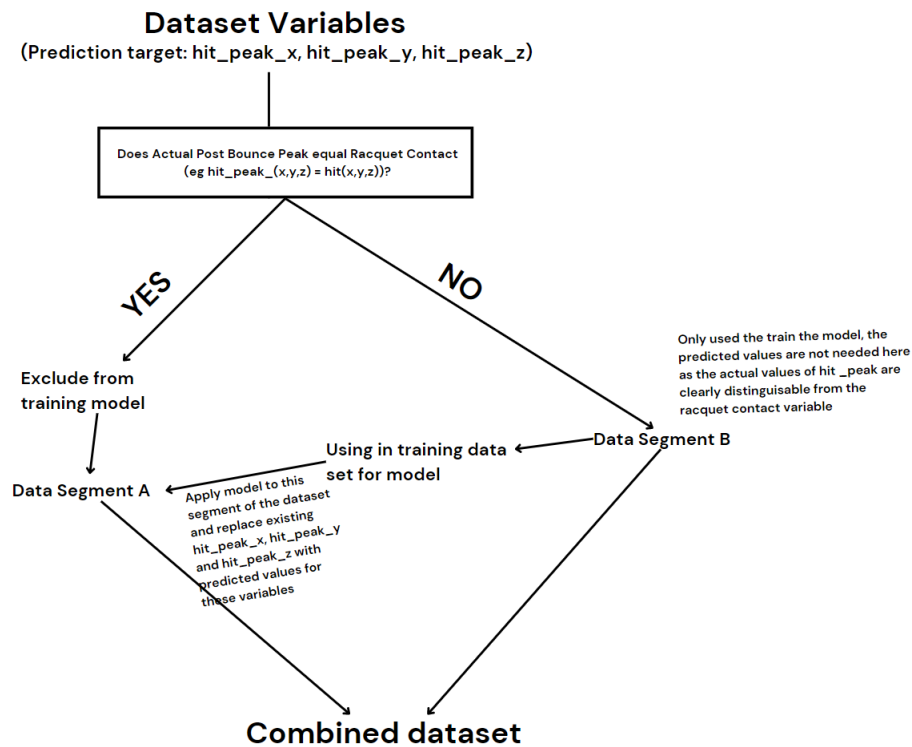 Dataset Variables
(Prediction target: hit_peak_x, hit_peak_y, hit_peak_z)
Does Actual Post Bounce Peak equal Racquet Contact
(eg hit_peak_(x,y,z) = hit(x,y,z))?
YES
NO
Only used the train the model, the
predicted values are not needed here
as the actual values of hit _peak are
clearly distinguisable from the
racquet contact variable
Exclude from
training model
Data Segment B
Using in training data
set for model
Data Segment A
Apply model to this
segment of the dataset
and replace existing
hit_peak_x, hit_peak_y
and hit_peak_z with
predicted values for
these variables
Combined dataset